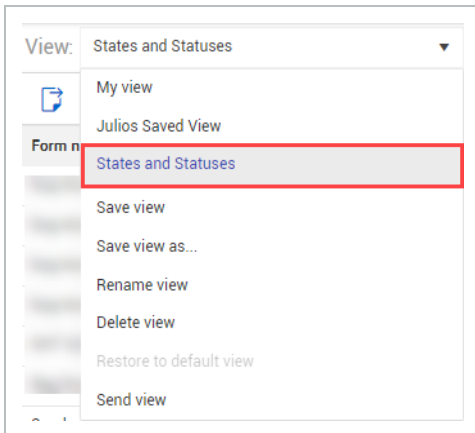 View: States and Statuses
My view
Julios Saved View
Form n
States and Statuses
Save view
Save view as...
Rename view
Delete view
Restore to default view
Send view